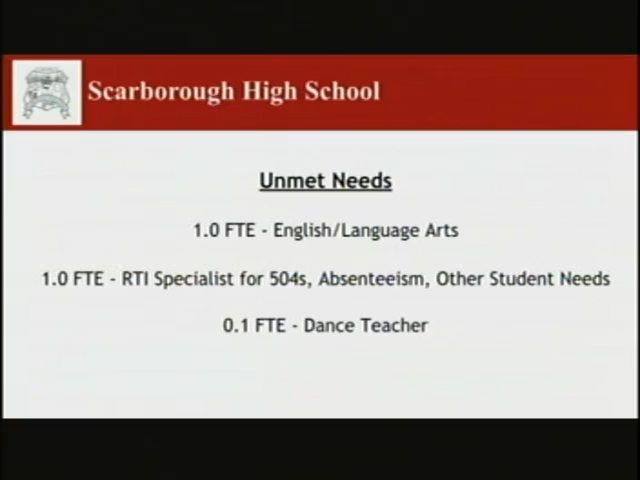 Scarborough High School
Unmet Needs
1.0 FTE - English/Language Arts
1.0 FTE - RTI Specialist for 504s, Absenteeism, Other Student Needs
0.1 FTE - Dance Teacher